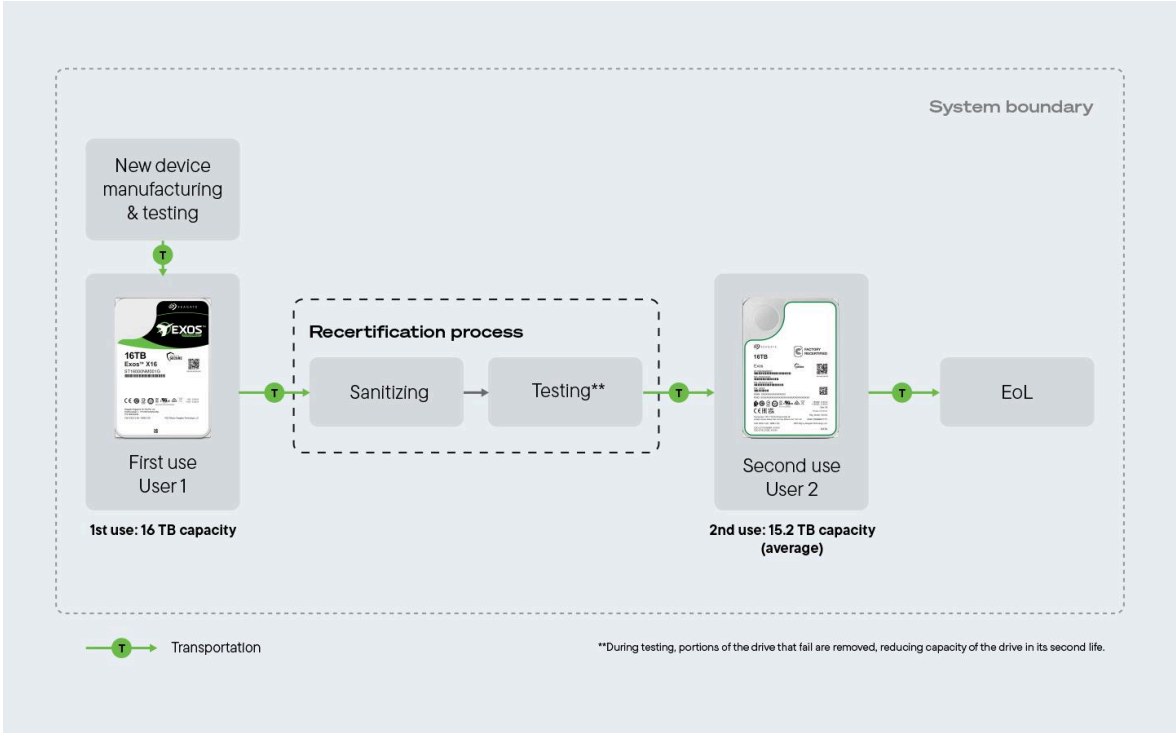 System boundary
New device
manufacturing
& testing
T
SEAGATE
EXOS
16TB
Exos™ X16
First use
User 1
1st use: 16 TB capacity
T
Recertification process
Sanitizing
Testing**
T
SEAGATE
16TB
FACTORY
RECERTIFIED
Exos
Second use
User 2
2nd use: 15.2 TB capacity
(average)
T
EoL
T
Transportation
**During testing, portions of the drive that fail are removed, reducing capacity of the drive in its second life.